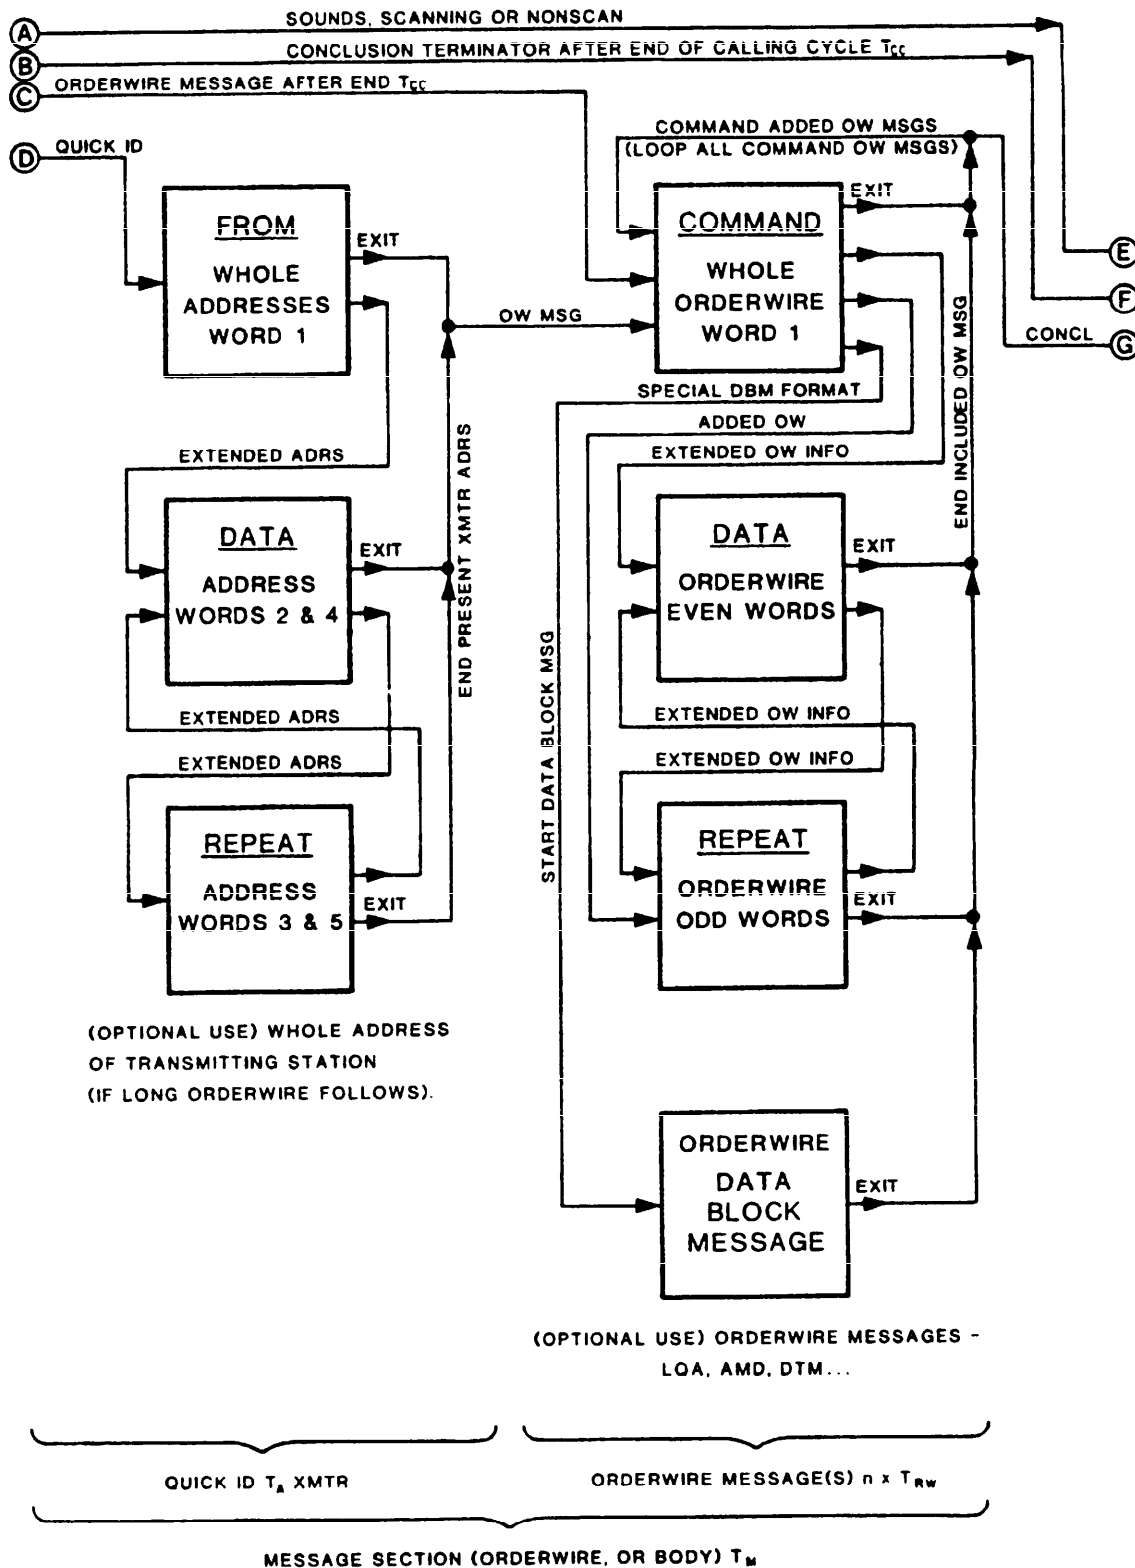 A
SOUNDS, SCANNING OR NONSCAN
B
CONCLUSION TERMINATOR AFTER END OF CALLING CYCLE TCC
C
ORDERWIRE MESSAGE AFTER END TCC
D
QUICK ID
COMMAND ADDED OW MSGS
(LOOP ALL COMMAND OW MSGS)
FROM
WHOLE
ADDRESSES
WORD 1
EXIT
OW MSG
COMMAND
WHOLE
ORDERWIRE
WORD 1
EXIT
E
F
CONCL
G
SPECIAL DBM FORMAT
ADDED OW
EXTENDED OW INFO
EXTENDED ADRS
DATA
ADDRESS
WORDS 2 & 4
EXIT
END PRESENT XMTR ADRS
DATA
ORDERWIRE
EVEN WORDS
EXIT
END INCLUDED OW MSG
EXTENDED ADRS
EXTENDED ADRS
EXTENDED OW INFO
EXTENDED OW INFO
START DATA BLOCK MSG
REPEAT
ADDRESS
WORDS 3 & 5
EXIT
REPEAT
ORDERWIRE
ODD WORDS
EXIT
(OPTIONAL USE) WHOLE ADDRESS
OF TRANSMITTING STATION
(IF LONG ORDERWIRE FOLLOWS).
ORDERWIRE
DATA
BLOCK
MESSAGE
EXIT
(OPTIONAL USE) ORDERWIRE MESSAGES -
LQA, AMD, DTM...
QUICK ID TA XMTR
ORDERWIRE MESSAGE(S) n x TRW
MESSAGE SECTION (ORDERWIRE, OR BODY) TM